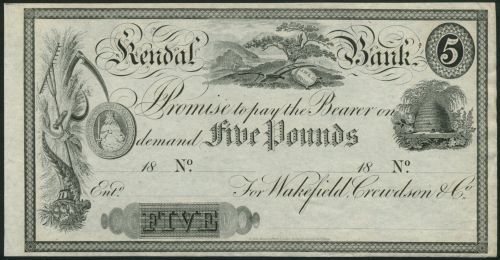 Kendal Bank. 5
I Promise to pay the Bearer on
demand Five Pounds
18 No. 18 No.
Entd. For Wakefield, Crewdson & Co.
FIVE